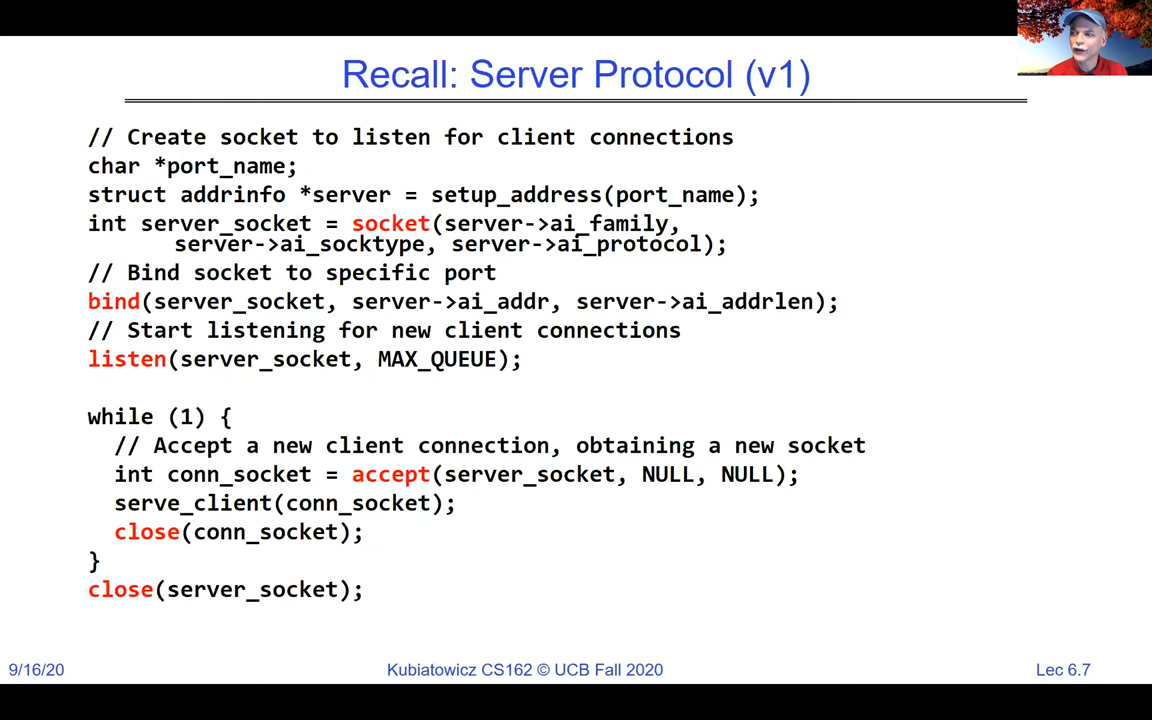 Recall: Server Protocol (v1)
// Create socket to listen for client connections
char *port_name;
struct addrinfo *server = setup_address(port_name);
int server_socket = socket(server->ai_family,
server->ai_socktype, server->ai_protocol);
// Bind socket to specific port
bind(server_socket, server->ai_addr, server->ai_addrlen);
// Start listening for new client connections
listen(server_socket, MAX_QUEUE);
while (1) {
// Accept a new client connection, obtaining a new socket
int conn_socket = accept(server_socket, NULL, NULL);
serve_client(conn_socket);
close(conn_socket);
}
close(server_socket);
9/16/20
Kubiatowicz CS162 © UCB Fall 2020
Lec 6.7